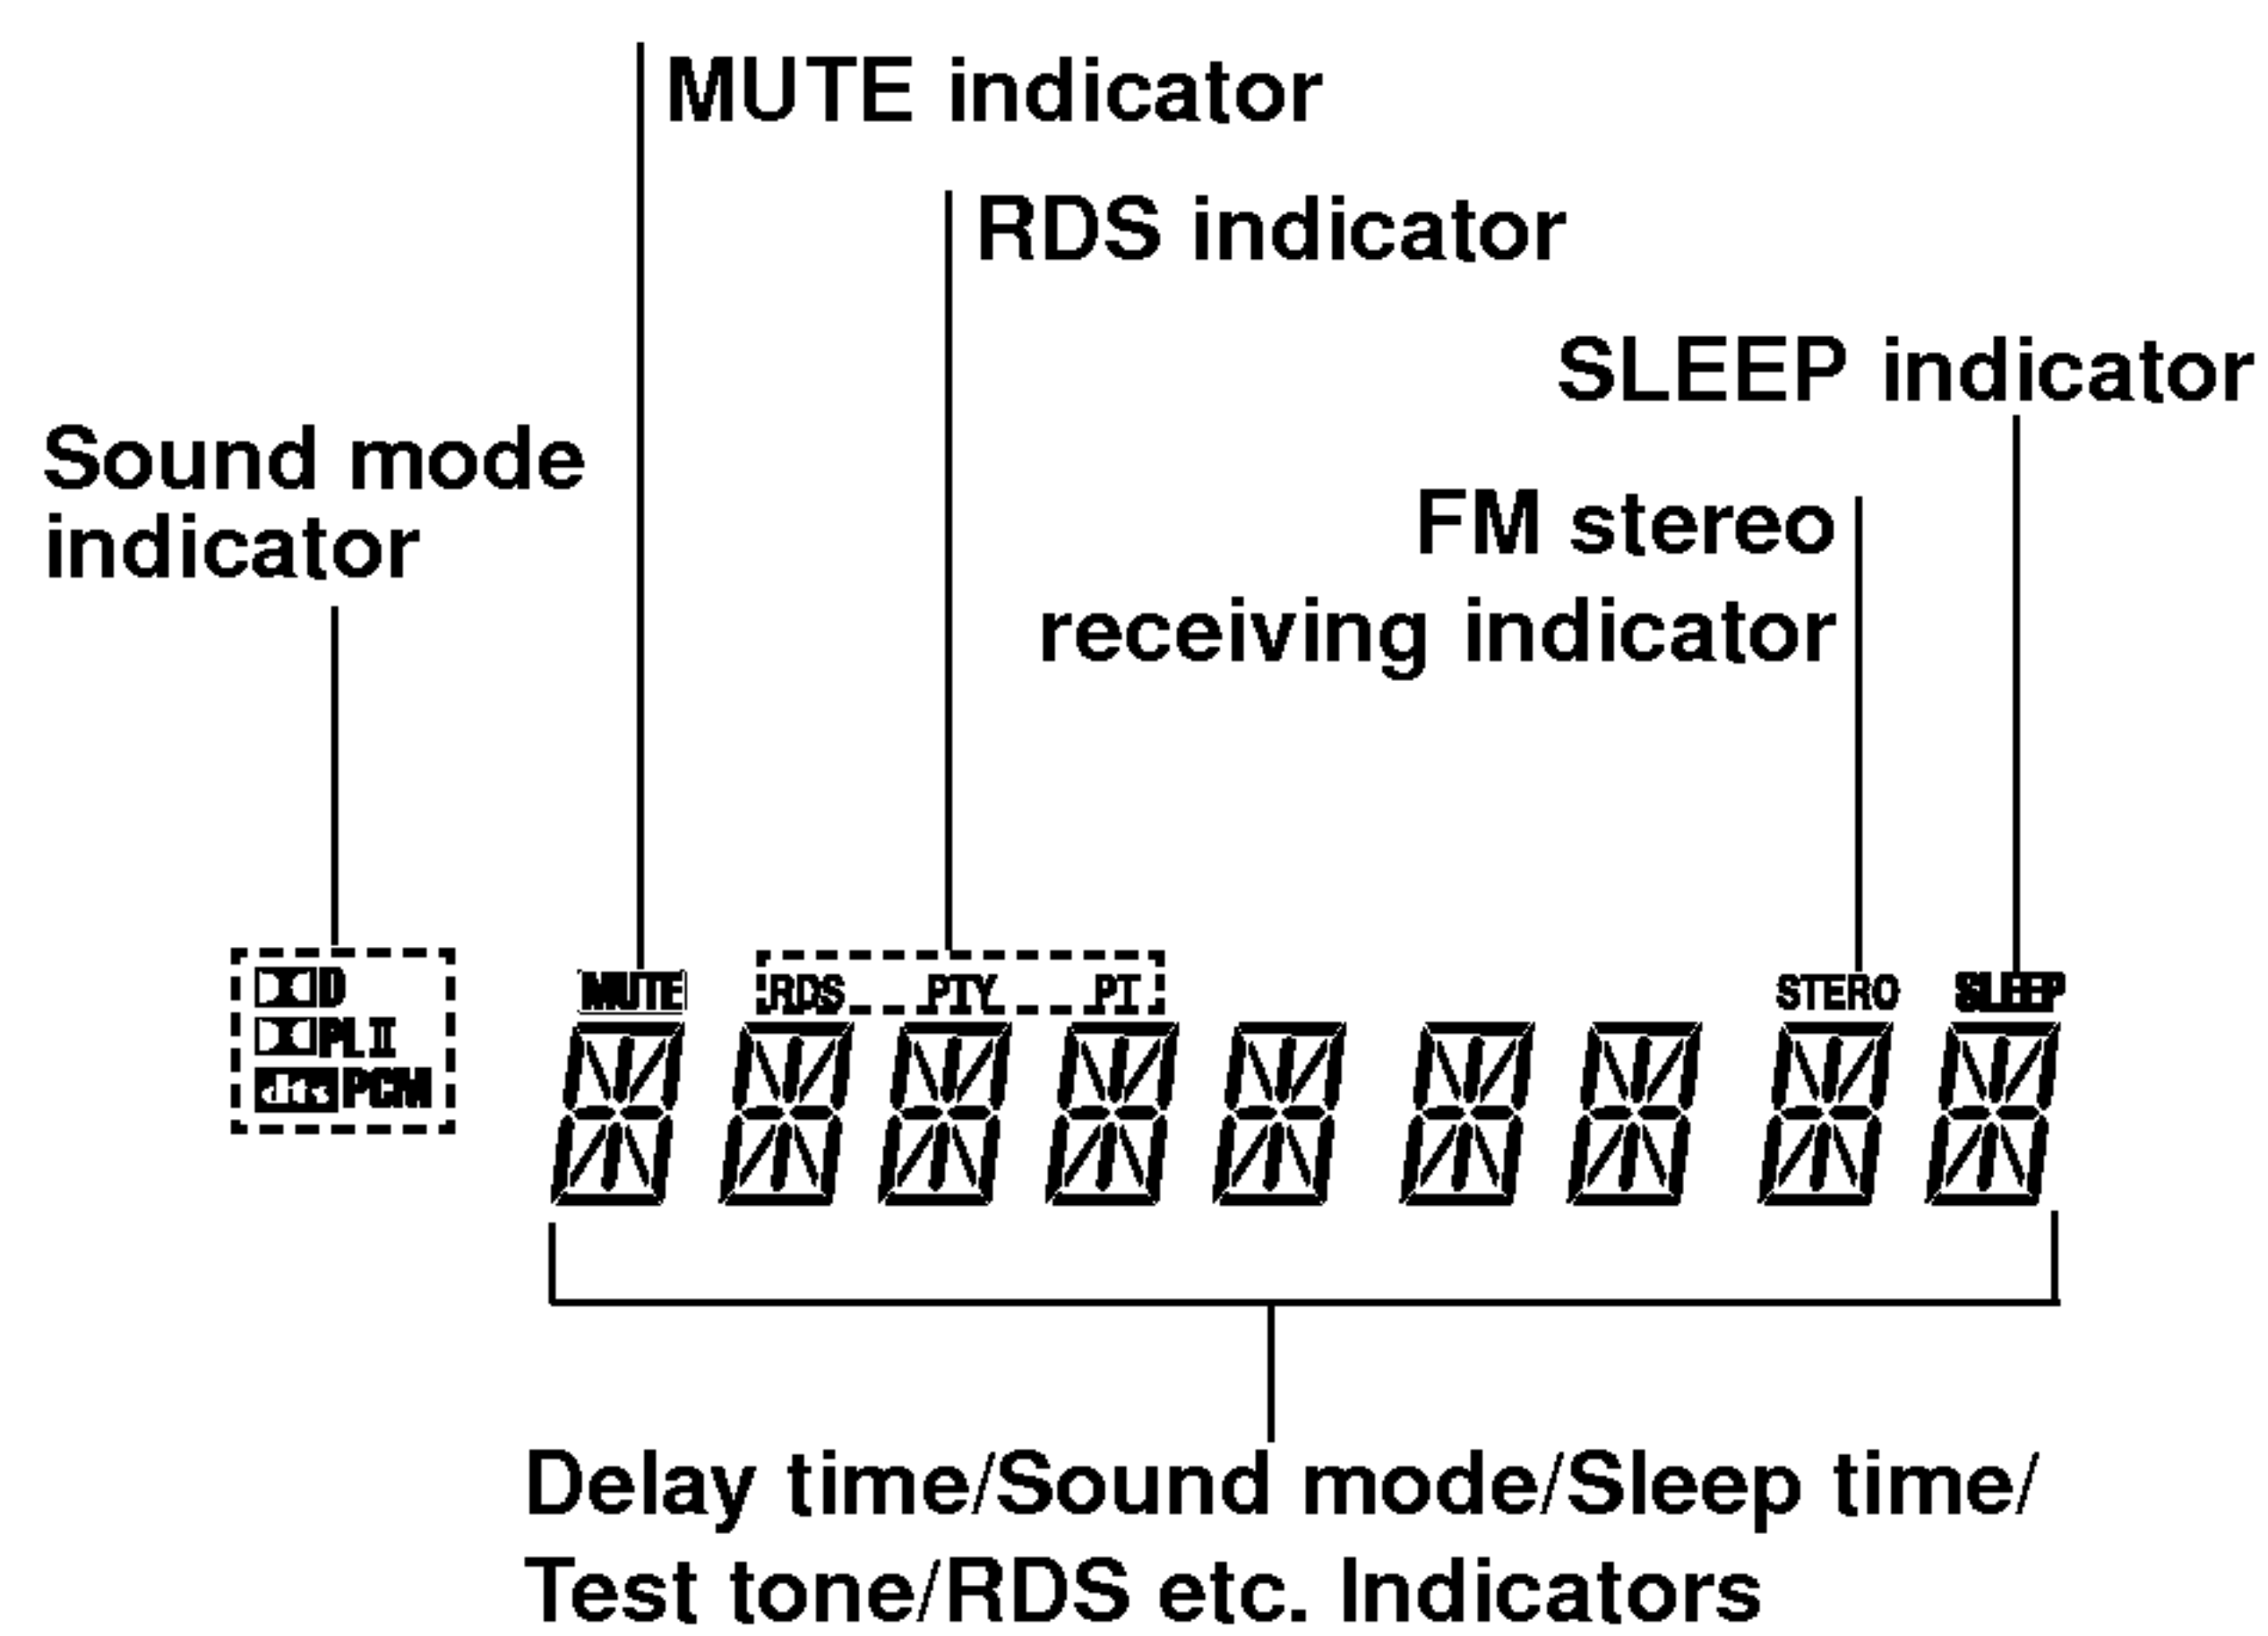 MUTE indicator
RDS indicator
SLEEP indicator
Sound mode
indicator
FM stereo
receiving indicator
D
PL II
dts PCM
MUTE
RDS PTY PI
STERO
SLEEP
Delay time/Sound mode/Sleep time/
Test tone/RDS etc. Indicators